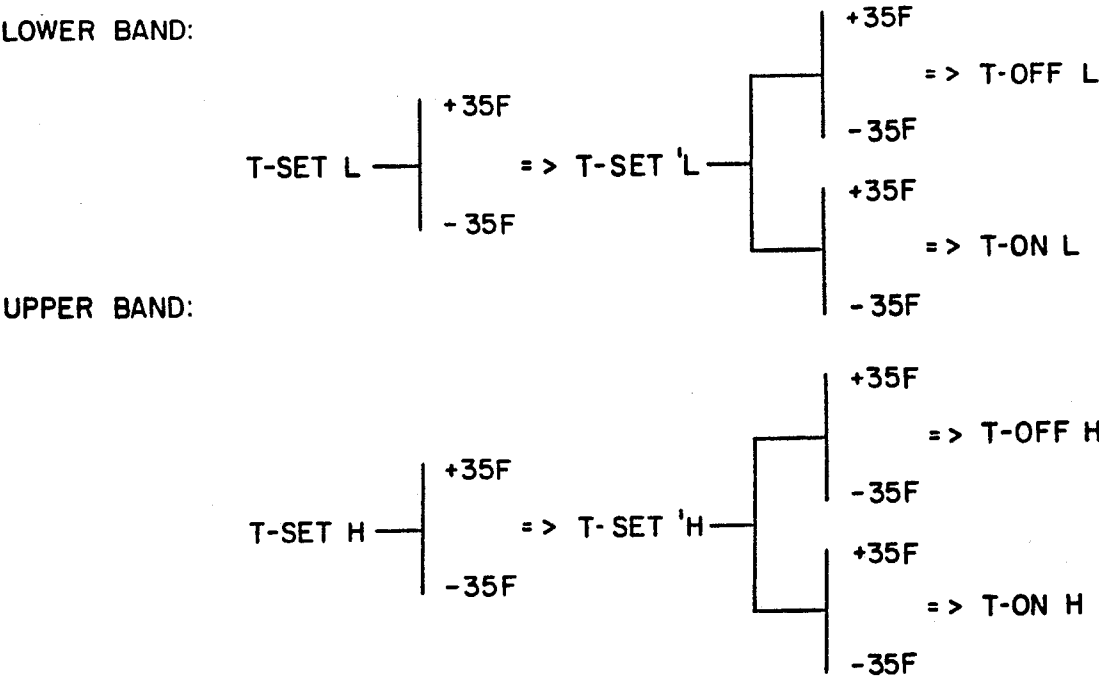 LOWER BAND:
+35F
=> T-OFF L
-35F
+35F
T-SET L
-35F
=> T-SET 'L
+35F
=> T-ON L
-35F
UPPER BAND:
+35F
=> T-OFF H
-35F
+35F
T-SET H
-35F
=> T-SET 'H
+35F
=> T-ON H
-35F